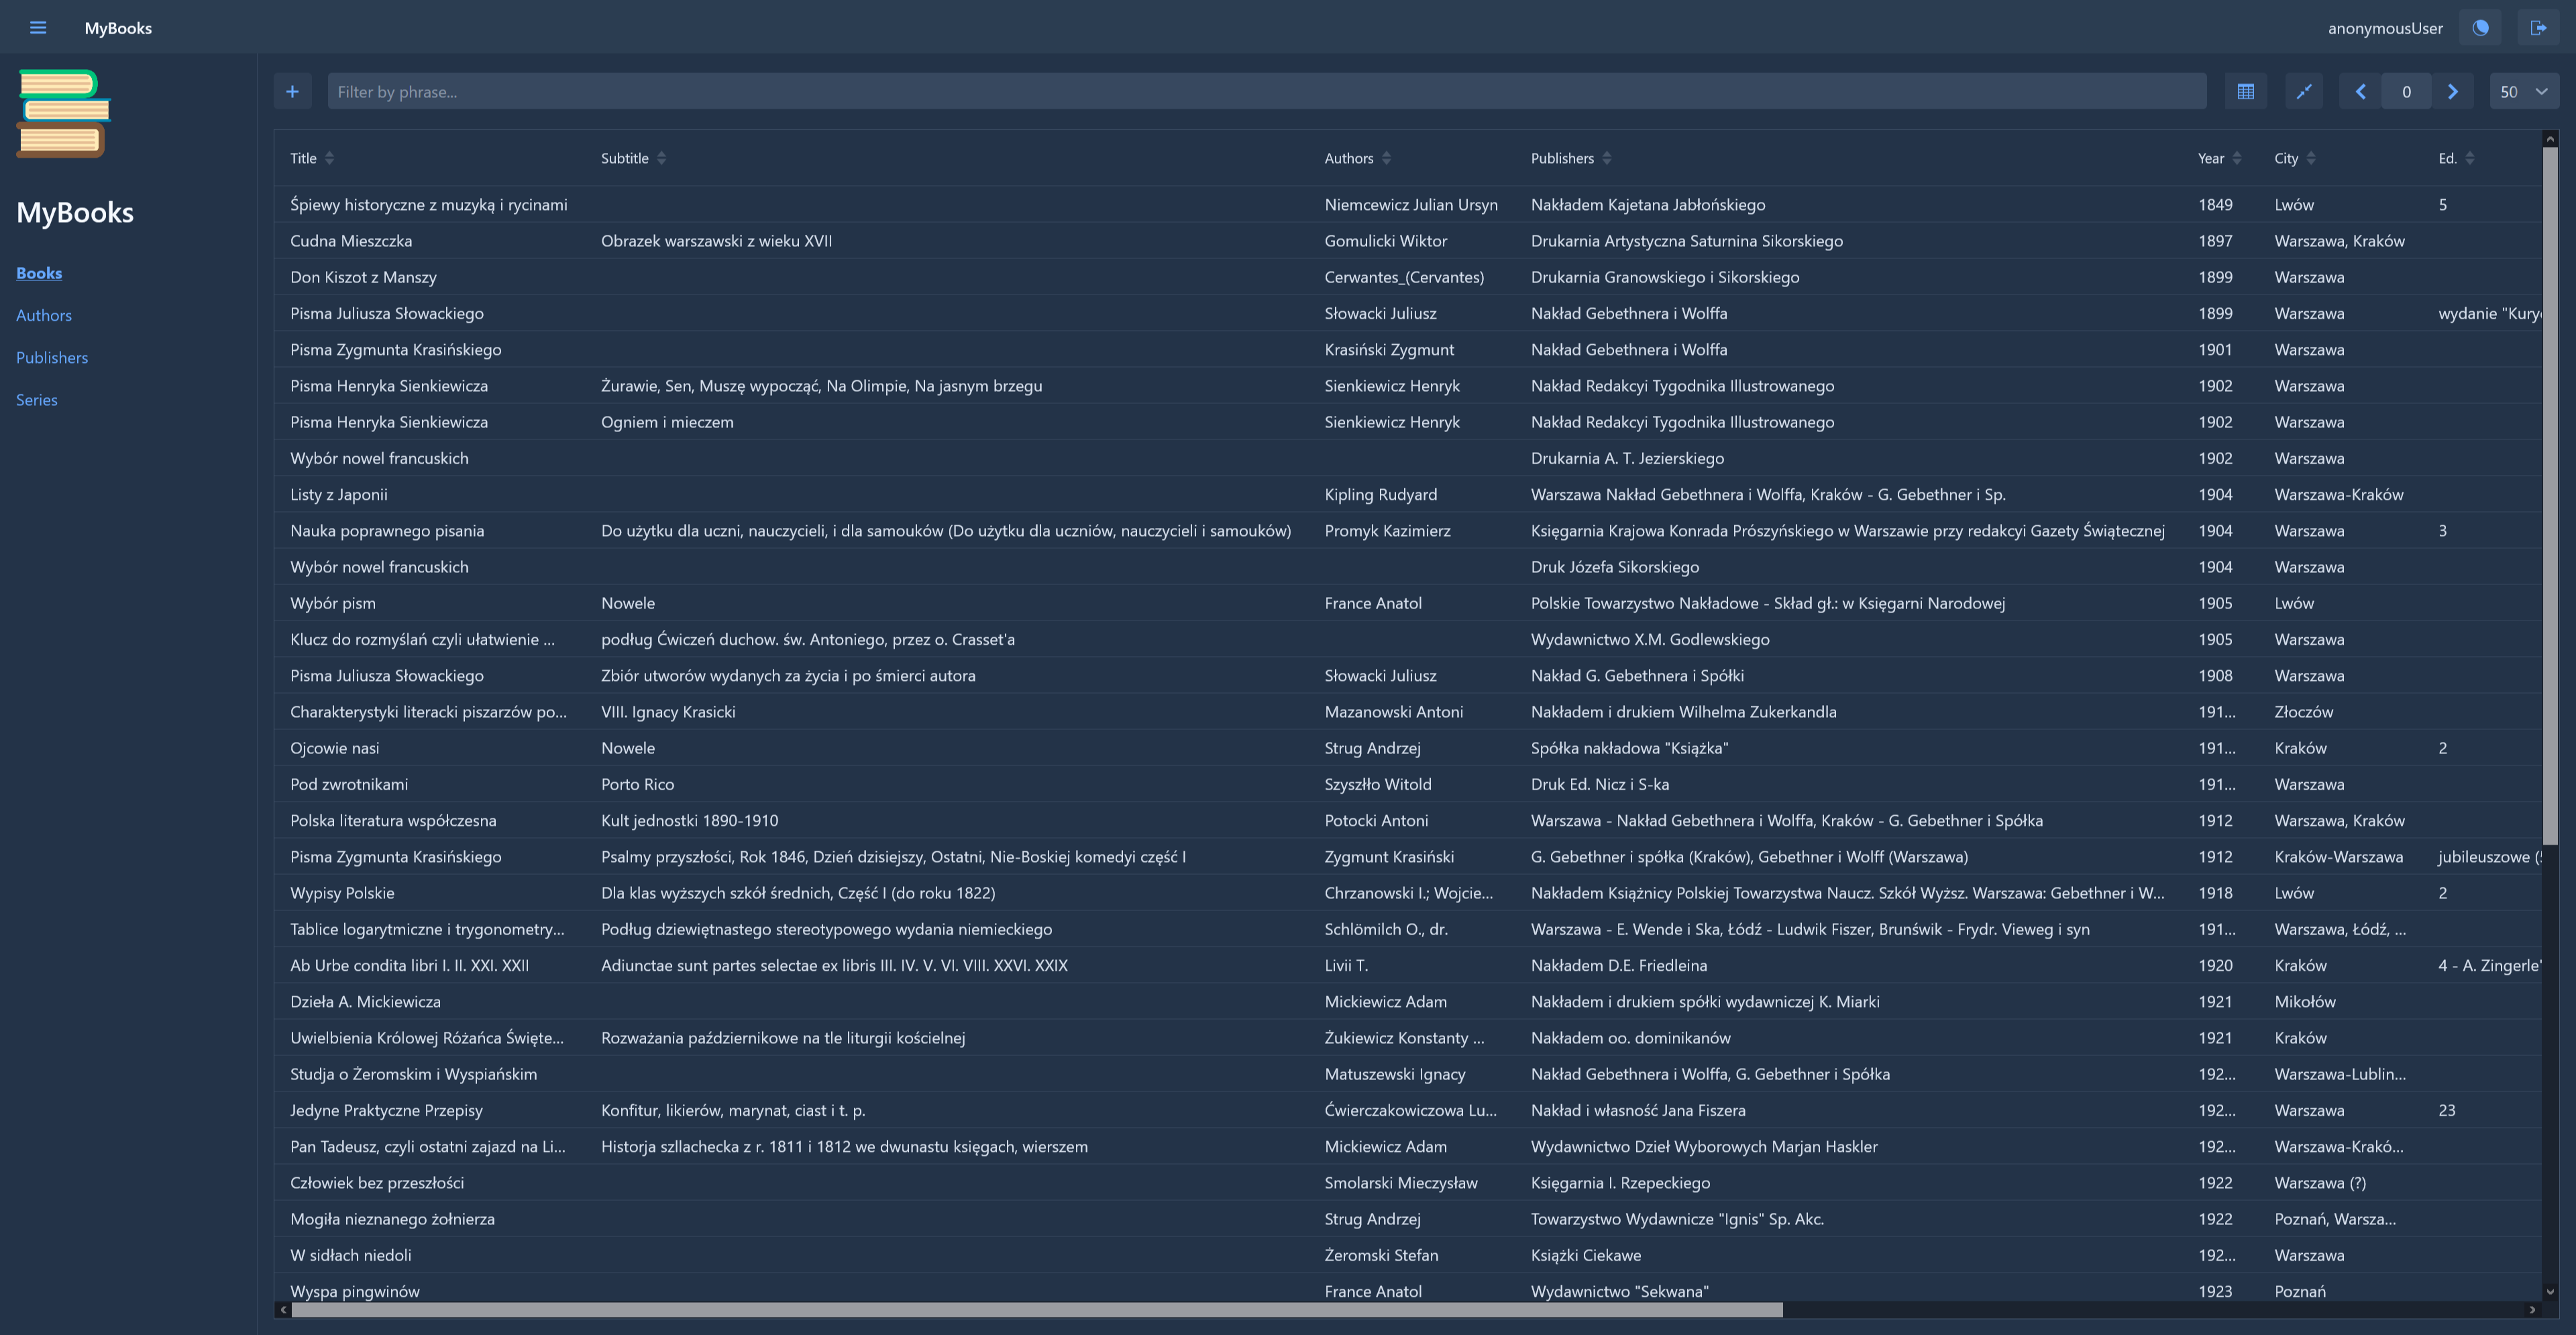 MyBooks
anonymousUser
MyBooks
Books
Authors
Publishers
Series
Filter by phrase...
0
50
Title Subtitle Authors Publishers Year City Ed.
Śpiewy historyczne z muzyką i rycinami Niemcewicz Julian Ursyn Nakładem Kajetana Jabłońskiego 1849 Lwów 5
Cudna Mieszczka Obrazek warszawski z wieku XVII Gomulicki Wiktor Drukarnia Artystyczna Saturnina Sikorskiego 1897 Warszawa, Kraków
Don Kiszot z Manszy Cerwantes_(Cervantes) Drukarnia Granowskiego i Sikorskiego 1899 Warszawa
Pisma Juliusza Słowackiego Słowacki Juliusz Nakład Gebethnera i Wolffa 1899 Warszawa wydanie "Kury
Pisma Zygmunta Krasińskiego Krasiński Zygmunt Nakład Gebethnera i Wolffa 1901 Warszawa
Pisma Henryka Sienkiewicza Żurawie, Sen, Muszę wypocząć, Na Olimpie, Na jasnym brzegu Sienkiewicz Henryk Nakład Redakcyi Tygodnika Illustrowanego 1902 Warszawa
Pisma Henryka Sienkiewicza Ogniem i mieczem Sienkiewicz Henryk Nakład Redakcyi Tygodnika Illustrowanego 1902 Warszawa
Wybór nowel francuskich Drukarnia A. T. Jezierskiego 1902 Warszawa
Listy z Japonii Kipling Rudyard Warszawa Nakład Gebethnera i Wolffa, Kraków - G. Gebethner i Sp. 1904 Warszawa-Kraków
Nauka poprawnego pisania Do użytku dla uczni, nauczycieli, i dla samouków (Do użytku dla uczniów, nauczycieli i samouków) Promyk Kazimierz Księgarnia Krajowa Konrada Prószyńskiego w Warszawie przy redakcyi Gazety Świątecznej 1904 Warszawa 3
Wybór nowel francuskich Druk Józefa Sikorskiego 1904 Warszawa
Wybór pism Nowele France Anatol Polskie Towarzystwo Nakładowe - Skład gł.: w Księgarni Narodowej 1905 Lwów
Klucz do rozmyślań czyli ułatwienie ... podług Ćwiczeń duchow. św. Antoniego, przez o. Crasset'a Wydawnictwo X.M. Godlewskiego 1905 Warszawa
Pisma Juliusza Słowackiego Zbiór utworów wydanych za życia i po śmierci autora Słowacki Juliusz Nakład G. Gebethnera i Spółki 1908 Warszawa
Charakterystyki literacki piszarzów po... VIII. Ignacy Krasicki Mazanowski Antoni Nakładem i drukiem Wilhelma Zukerkandla 191... Złoczów
Ojcowie nasi Nowele Strug Andrzej Spółka nakładowa "Książka" 191... Kraków 2
Pod zwrotnikami Porto Rico Szyszłło Witold Druk Ed. Nicz i S-ka 191... Warszawa
Polska literatura współczesna Kult jednostki 1890-1910 Potocki Antoni Warszawa - Nakład Gebethnera i Wolffa, Kraków - G. Gebethner i Spółka 1912 Warszawa, Kraków
Pisma Zygmunta Krasińskiego Psalmy przyszłości, Rok 1846, Dzień dzisiejszy, Ostatni, Nie-Boskiej komedyi część I Zygmunt Krasiński G. Gebethner i spółka (Kraków), Gebethner i Wolff (Warszawa) 1912 Kraków-Warszawa jubileuszowe (
Wypisy Polskie Dla klas wyższych szkół średnich, Część I (do roku 1822) Chrzanowski I.; Wojcie... Nakładem Książnicy Polskiej Towarzystwa Naucz. Szkół Wyższ. Warszawa: Gebethner i W... 1918 Lwów 2
Tablice logarytmiczne i trygonometry... Podług dziewiętnastego stereotypowego wydania niemieckiego Schlömilch O., dr. Warszawa - E. Wende i Ska, Łódź - Ludwik Fiszer, Brunświk - Frydr. Vieweg i syn 191... Warszawa, Łódź, ...
Ab Urbe condita libri I. II. XXI. XXII Adiunctae sunt partes selectae ex libris III. IV. V. VI. VIII. XXVI. XXIX Livii T. Nakładem D.E. Friedleina 1920 Kraków 4 - A. Zingerle'
Dzieła A. Mickiewicza Mickiewicz Adam Nakładem i drukiem spółki wydawniczej K. Miarki 1921 Mikołów
Uwielbienia Królowej Różańca Święte... Rozważania październikowe na tle liturgii kościelnej Żukiewicz Konstanty ... Nakładem oo. dominikanów 1921 Kraków
Studja o Żeromskim i Wyspiańskim Matuszewski Ignacy Nakład Gebethnera i Wolffa, G. Gebethner i Spółka 192... Warszawa-Lublin...
Jedyne Praktyczne Przepisy Konfitur, likierów, marynat, ciast i t. p. Ćwierczakowiczowa Lu... Nakład i własność Jana Fiszera 192... Warszawa 23
Pan Tadeusz, czyli ostatni zajazd na Li... Historja szllachecka z r. 1811 i 1812 we dwunastu księgach, wierszem Mickiewicz Adam Wydawnictwo Dzieł Wyborowych Marjan Haskler 192... Warszawa-Krakó...
Człowiek bez przeszłości Smolarski Mieczysław Księgarnia I. Rzepeckiego 1922 Warszawa (?)
Mogiła nieznanego żołnierza Strug Andrzej Towarzystwo Wydawnicze "Ignis" Sp. Akc. 1922 Poznań, Warsza...
W sidłach niedoli Żeromski Stefan Książki Ciekawe 192... Warszawa
Wyspa pingwinów France Anatol Wydawnictwo "Sekwana" 1923 Poznań